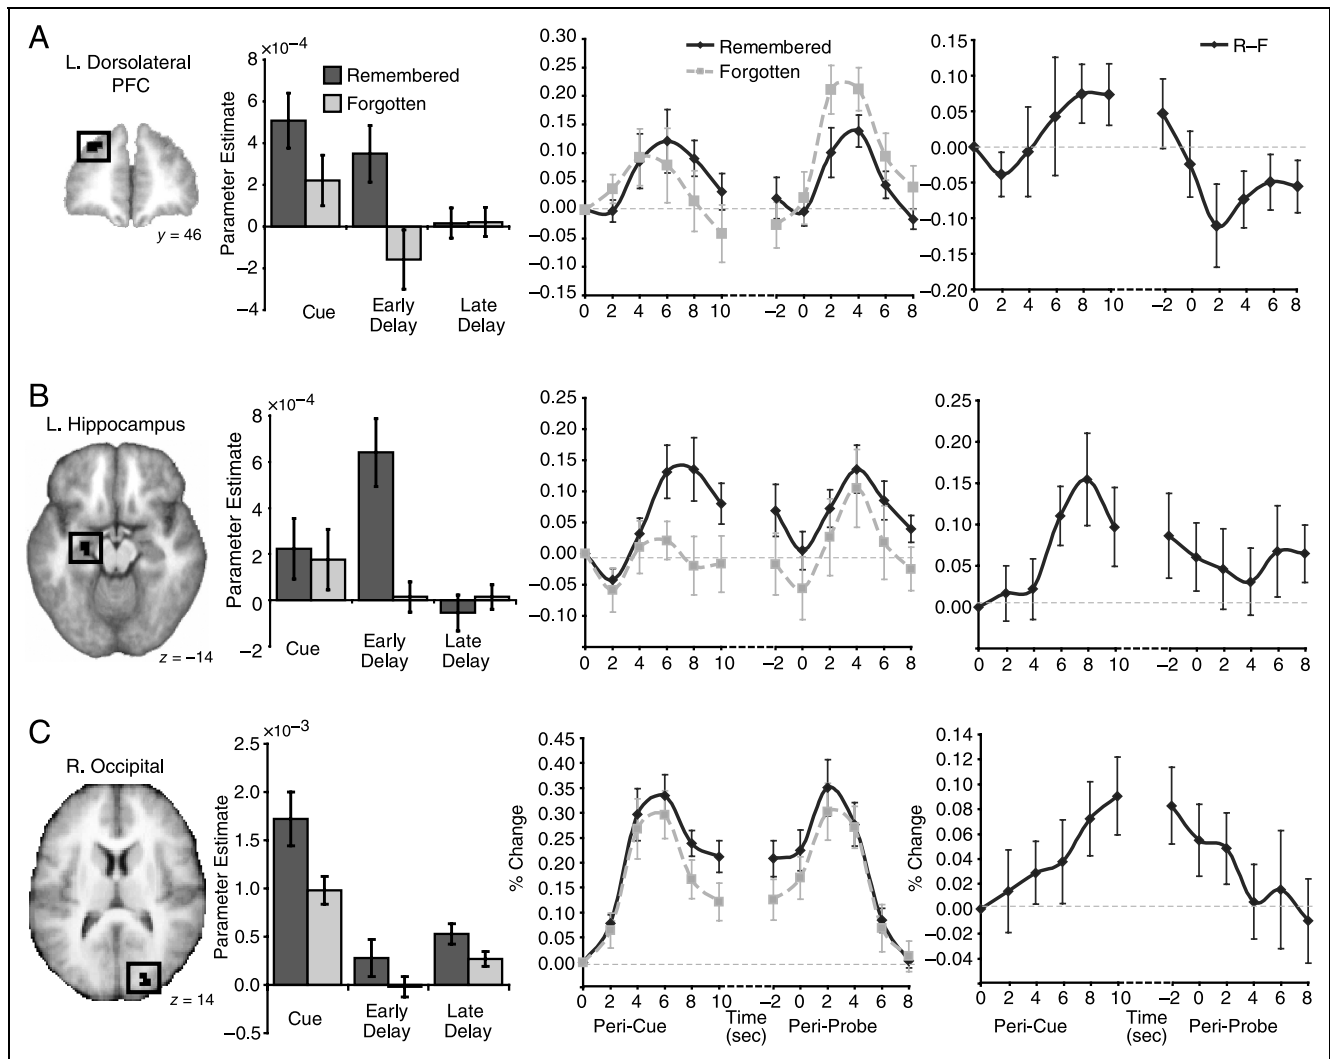 A
L. Dorsolateral
PFC
y = 46
×10−4
Remembered
Forgotten
Parameter Estimate
8
6
4
2
0
−2
−4
Cue
Early
Delay
Late
Delay
0.30
0.25
0.20
0.15
0.10
0.05
0.00
−0.05
−0.10
−0.15
Remembered
Forgotten
0 2 4 6 8 10 −2 0 2 4 6 8
0.15
0.10
0.05
0.00
−0.05
−0.10
−0.15
−0.20
R–F
0 2 4 6 8 10 −2 0 2 4 6 8
B
L. Hippocampus
z = −14
×10−4
Parameter Estimate
8
6
4
2
0
−2
Cue
Early
Delay
Late
Delay
0.25
0.20
0.15
0.10
0.05
0.00
−0.05
−0.10
0 2 4 6 8 10 −2 0 2 4 6 8
0.25
0.20
0.15
0.10
0.05
0.00
0 2 4 6 8 10 −2 0 2 4 6 8
C
R. Occipital
z = 14
×10−3
Parameter Estimate
2.5
1.5
1.0
0.5
0.0
−0.5
Cue
Early
Delay
Late
Delay
% Change
0.45
0.40
0.35
0.30
0.25
0.20
0.15
0.10
0.05
0.00
0 2 4 6 8 10 −2 0 2 4 6 8
Peri-Cue
Time
(sec)
Peri-Probe
% Change
0.14
0.12
0.10
0.08
0.06
0.04
0.02
0.00
−0.02
−0.04
0 2 4 6 8 10 −2 0 2 4 6 8
Peri-Cue
Time
(sec)
Peri-Probe